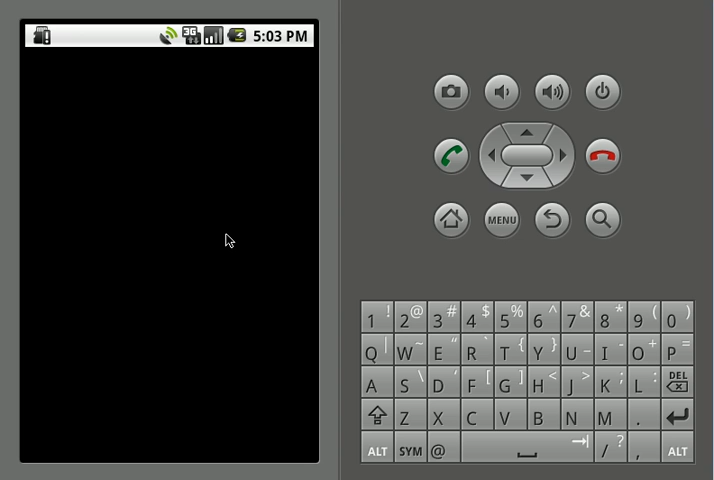 3G 5:03 PM
MENU
1 ! 2 @ 3 # 4 $ 5 % 6 ^ 7 & 8 * 9 ( 0 )
Q | W ~ E “ R ` T { Y } U _ I - O + P =
A S \ D ‘ F [ G ] H < J > K ; L : DEL
Z X C V B N M .
ALT SYM @ / ? , ALT